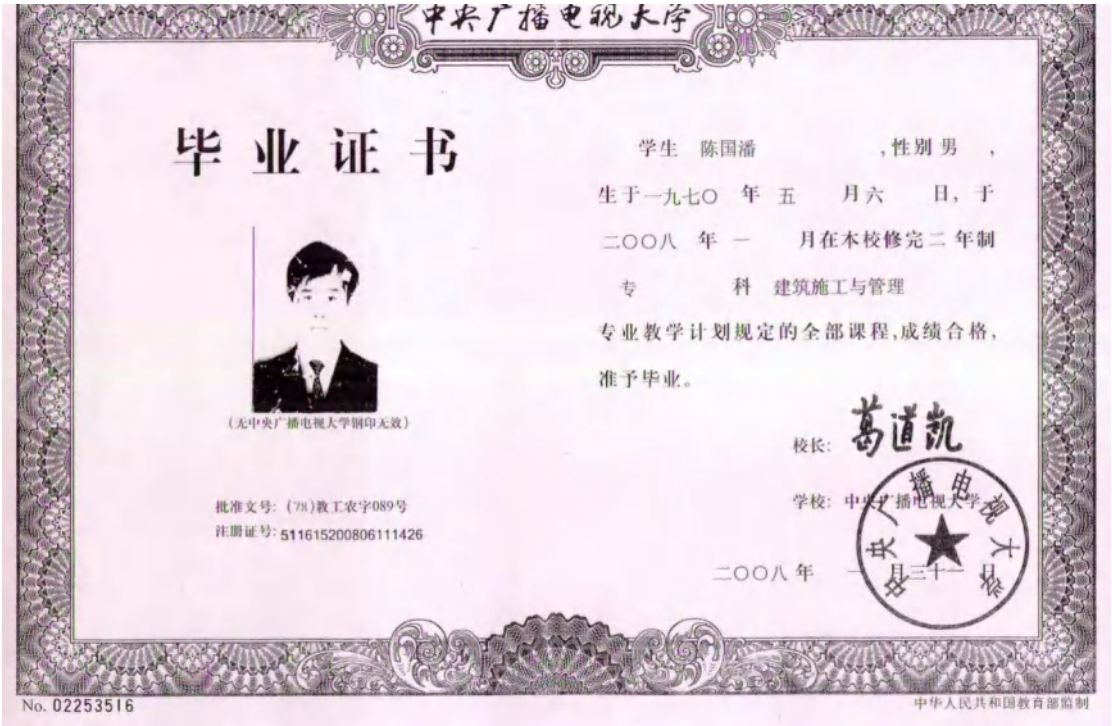 中央广播电视大学
毕业证书
学生 陈国潘 ,性别 男 ,
生于一九七〇 年 五 月 六 日, 于
二〇〇八 年 一 月在本校修完 二 年制
专 科 建筑施工与管理
专业教学计划规定的全部课程,成绩合格,
准予毕业。
(无中央广播电视大学钢印无效)
校长: 葛道凯
批准文号: (78)教工农字089号
注册证号: 511615200806111426
学校: 中央广播电视大学
中央广播电视大学
二〇〇八 年 一 月三十一 日
No. 02253516
中华人民共和国教育部监制